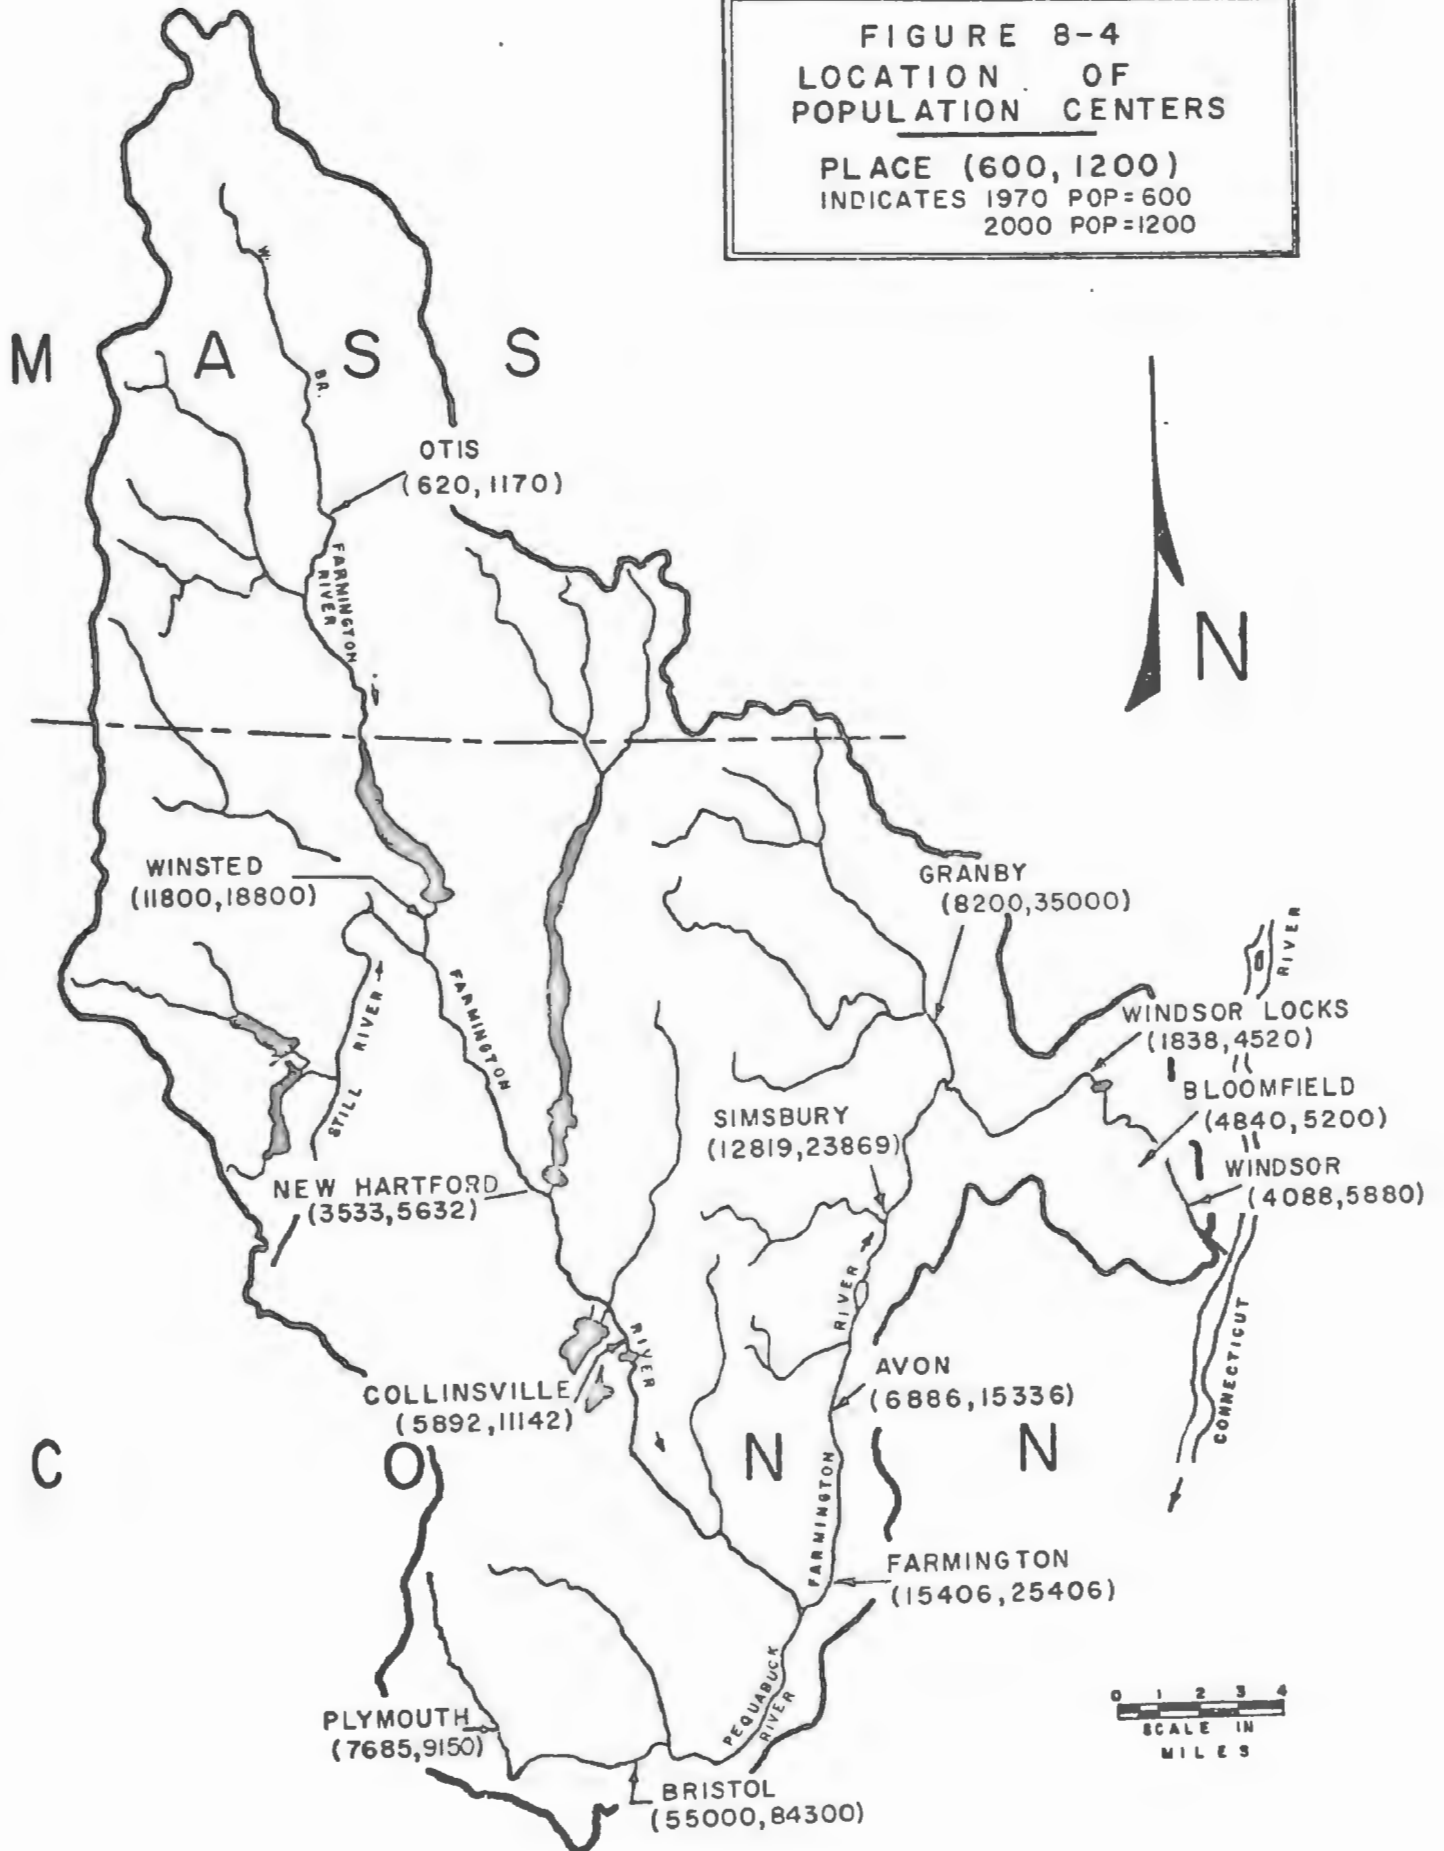 FIGURE 8-4
LOCATION OF
POPULATION CENTERS
PLACE (600, 1200)
INDICATES 1970 POP=600
2000 POP=1200
W.
M A S S
BR.
OTIS
(620, 1170)
FARMINGTON
RIVER
N
WINSTED
(11800,18800)
GRANBY
(8200,35000)
RIVER
FARMINGTON
STILL RIVER
WINDSOR LOCKS
(1838,4520)
BLOOMFIELD
(4840,5200)
SIMSBURY
(12819,23869)
WINDSOR
(4088,5880)
NEW HARTFORD
(3533,5632)
RIVER
RIVER
CONNECTICUT
AVON
(6886,15336)
COLLINSVILLE
(5892,11142)
C O N N
FARMINGTON
FARMINGTON
(15406,25406)
PEQUABUCK
RIVER
0 1 2 3 4
SCALE IN
MILES
PLYMOUTH
(7685,9150)
BRISTOL
(55000,84300)